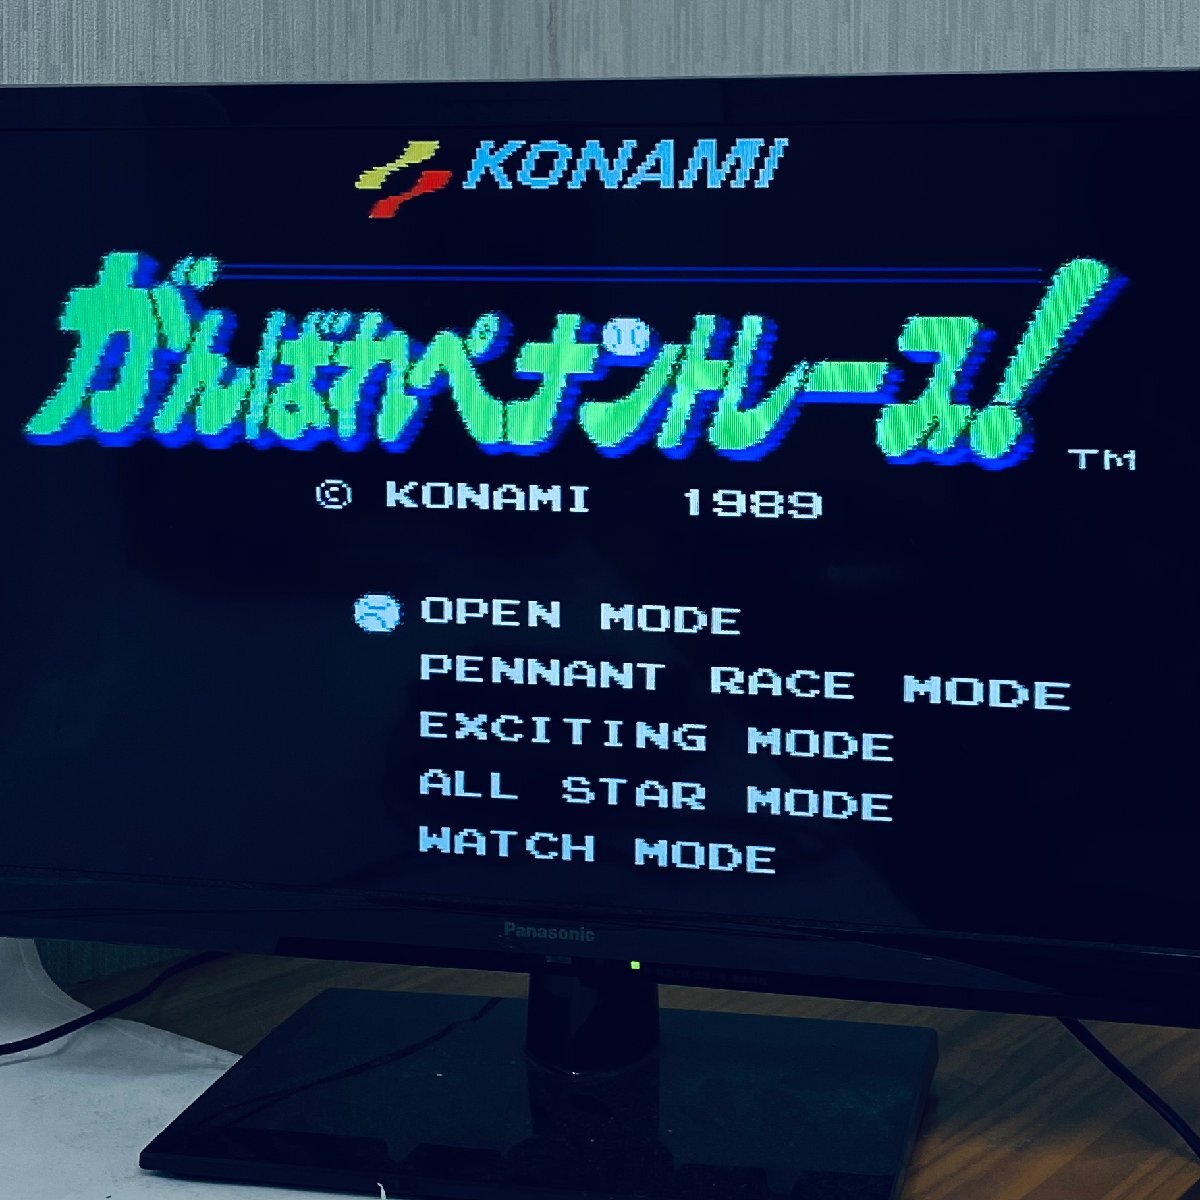 KONAMI
がんばれペナントレース!
TM
© KONAMI 1989
OPEN MODE
PENNANT RACE MODE
EXCITING MODE
ALL STAR MODE
WATCH MODE
Panasonic